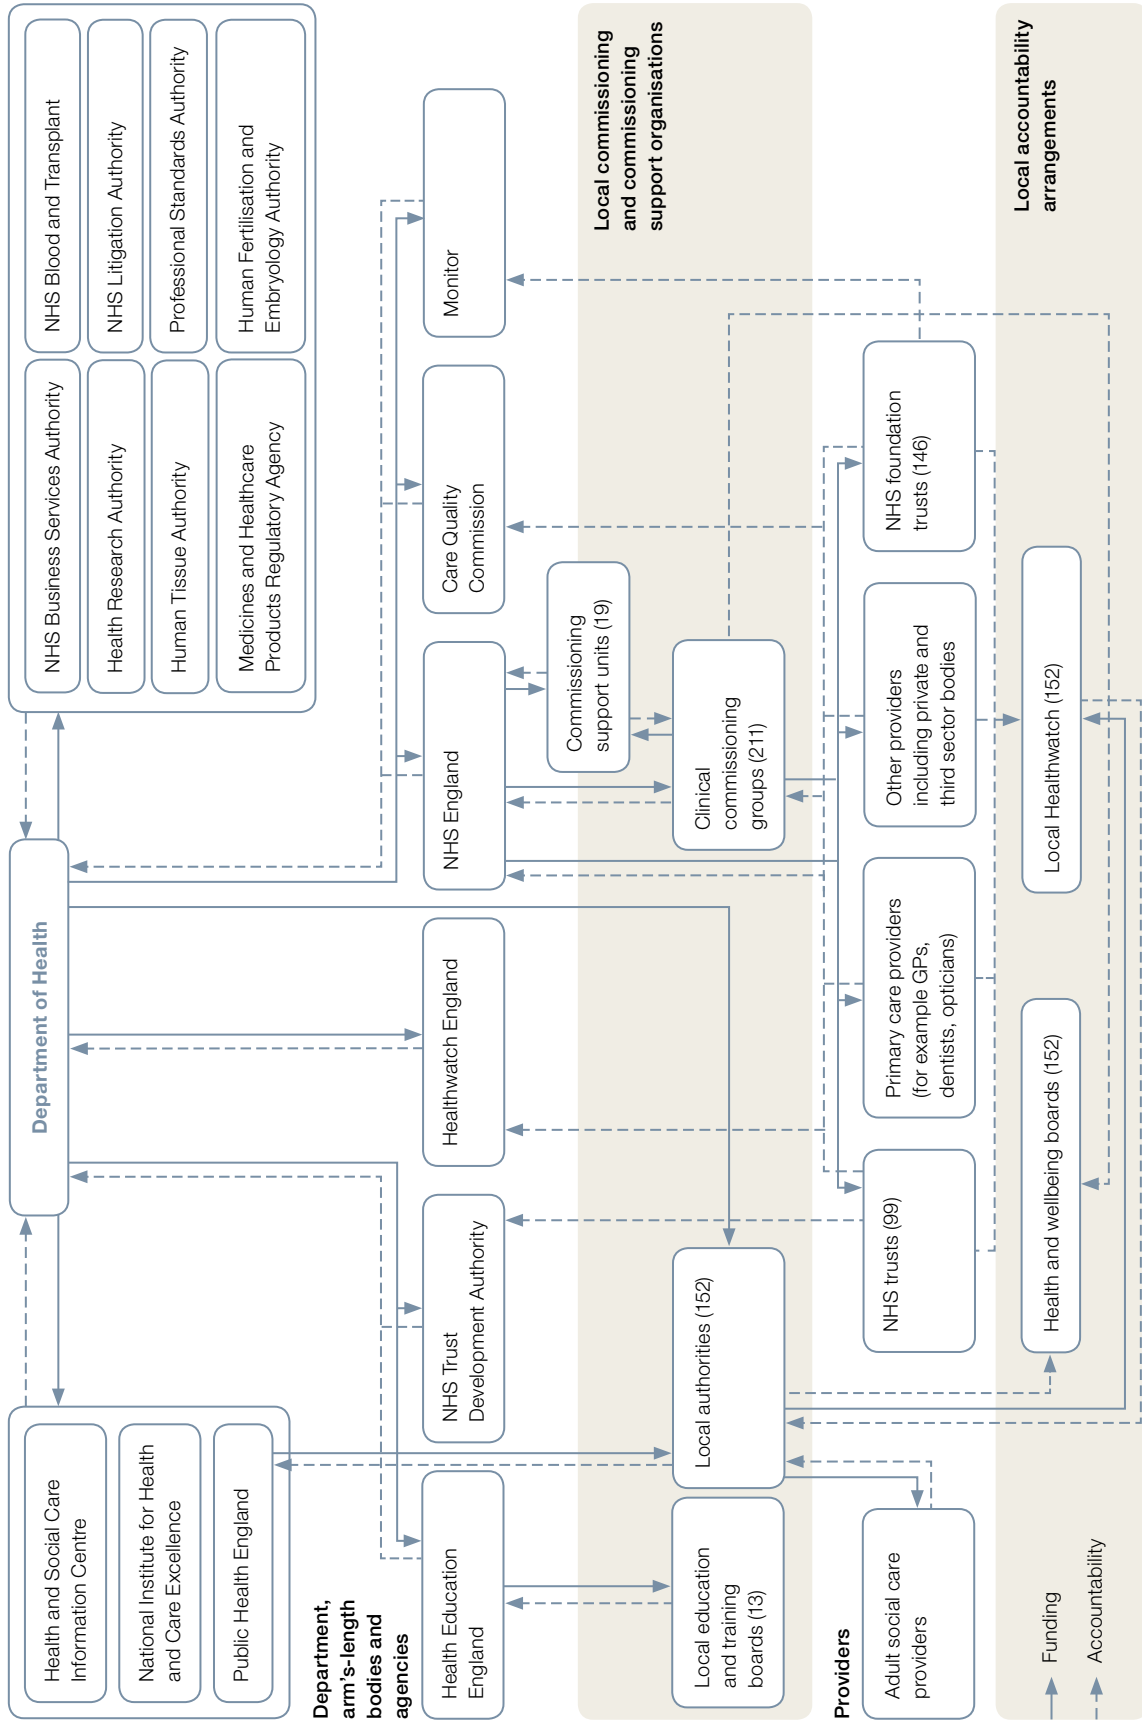 Department of Health
Health and Social Care
Information Centre
National Institute for Health
and Care Excellence
Public Health England
NHS Business Services Authority
NHS Blood and Transplant
Health Research Authority
NHS Litigation Authority
Human Tissue Authority
Professional Standards Authority
Medicines and Healthcare
Products Regulatory Agency
Human Fertilisation and
Embryology Authority
Department,
arm's-length
bodies and
agencies
Health Education
England
NHS Trust
Development Authority
Healthwatch England
NHS England
Care Quality
Commission
Monitor
Local commissioning
and commissioning
support organisations
Commissioning
support units (19)
Local education
and training
boards (13)
Local authorities (152)
Clinical
commissioning
groups (211)
Providers
Adult social care
providers
NHS trusts (99)
Primary care providers
(for example GPs,
dentists, opticians)
Other providers
including private and
third sector bodies
NHS foundation
trusts (146)
Local accountability
arrangements
Health and wellbeing boards (152)
Local Healthwatch (152)
Funding
Accountability